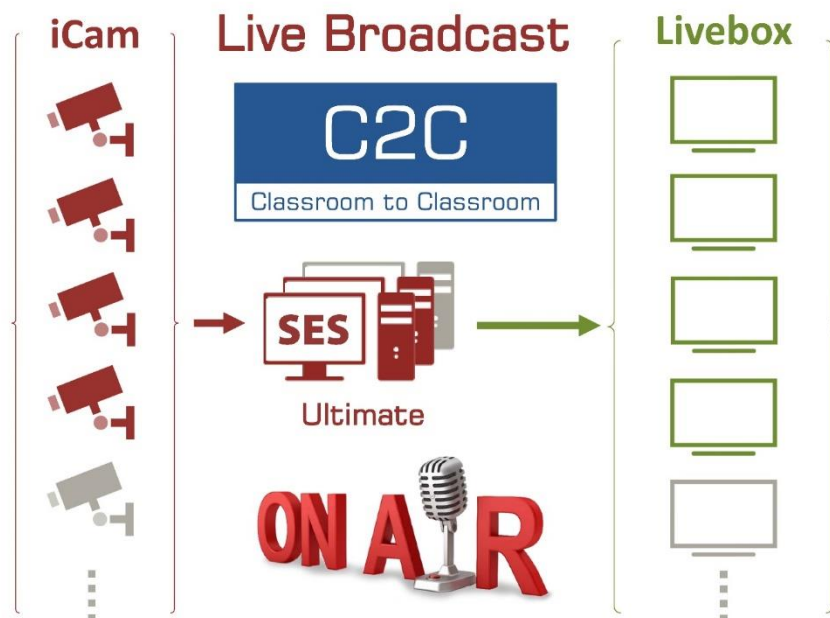 iCam
Live Broadcast
Livebox
C2C
Classroom to Classroom
SES
Ultimate
ON AIR